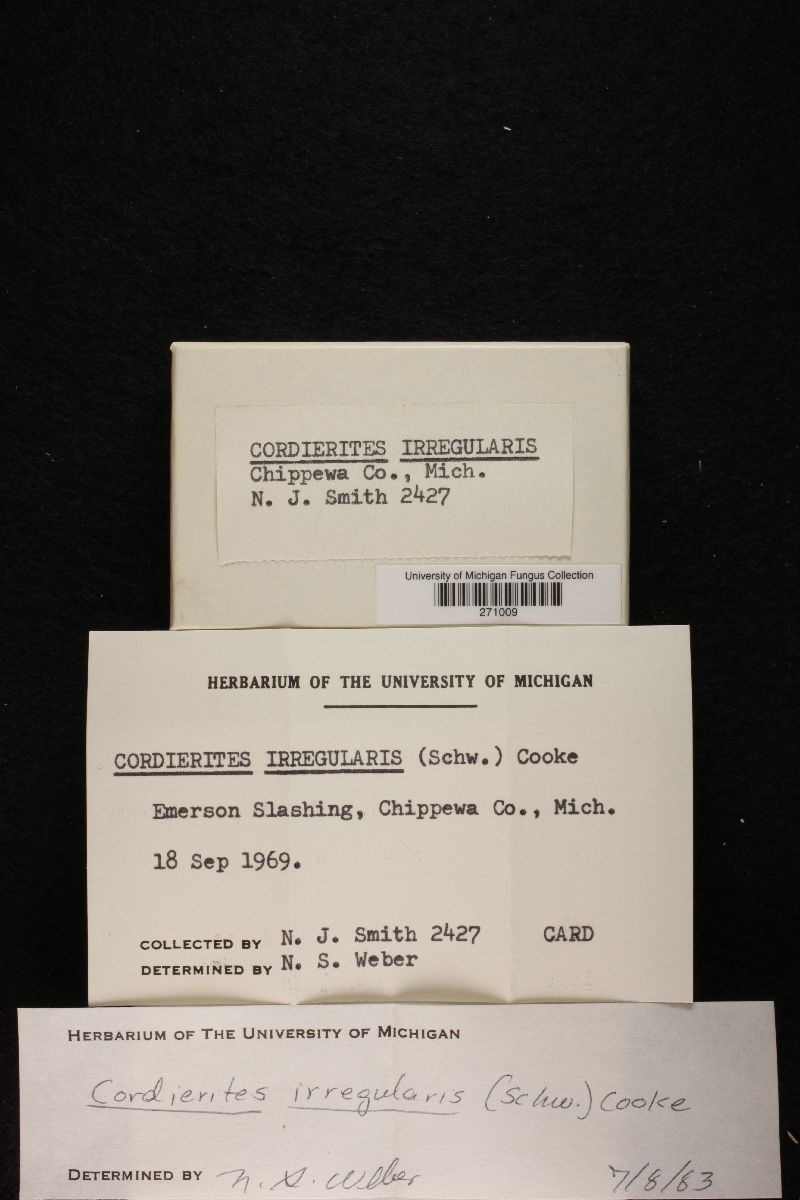 CORDIERITES IRREGULARIS
Chippewa Co., Mich.
N. J. Smith 2427
University of Michigan Fungus Collection
271009
HERBARIUM OF THE UNIVERSITY OF MICHIGAN
CORDIERITES IRREGULARIS (Schw.) Cooke
Emerson Slashing, Chippewa Co., Mich.
18 Sep 1969.
COLLECTED BY N. J. Smith 2427 CARD
DETERMINED BY N. S. Weber
HERBARIUM OF THE UNIVERSITY OF MICHIGAN
Cordierites irregularis (Schw.) Cooke
DETERMINED BY N. S. Weber 7/8/83